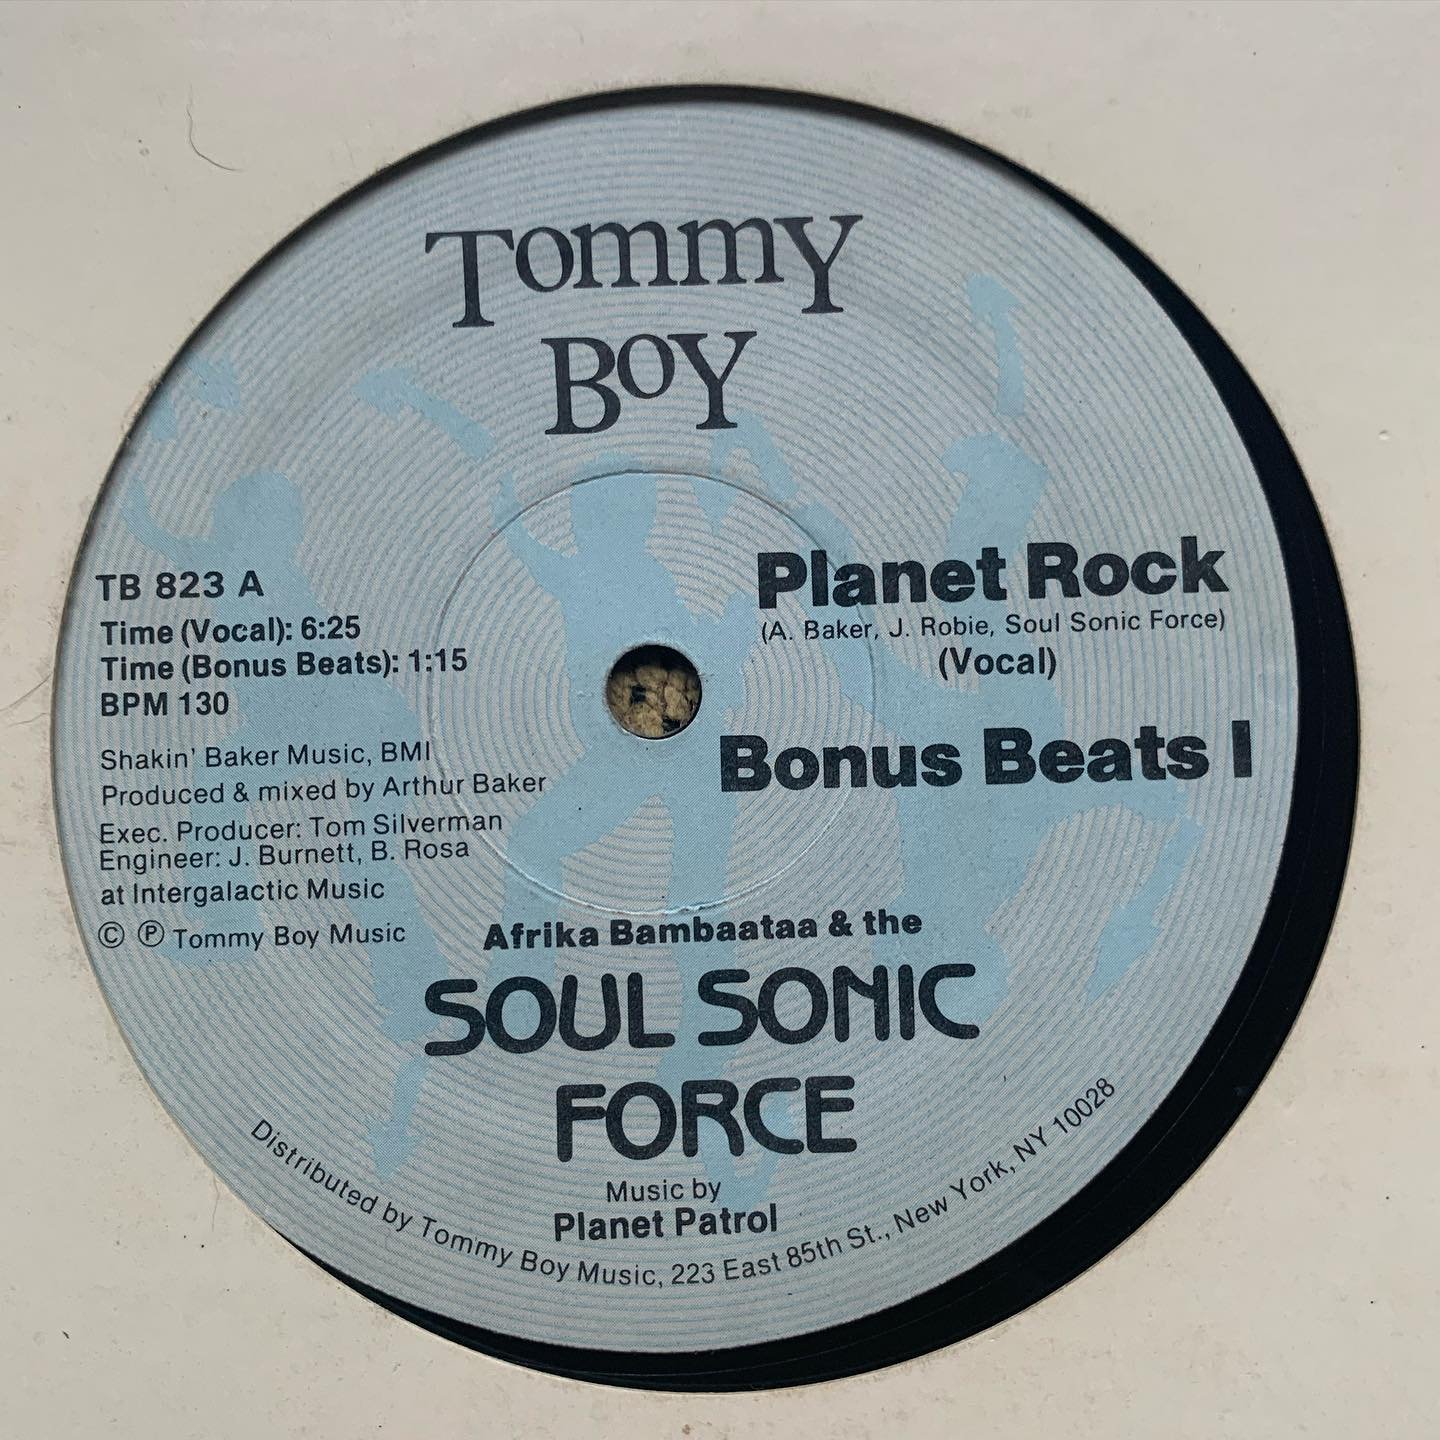 Tommy
Boy
TB 823 A
Time (Vocal): 6:25
Time (Bonus Beats): 1:15
BPM 130
Shakin' Baker Music, BMI
Produced & mixed by Arthur Baker
Exec. Producer: Tom Silverman
Engineer: J. Burnett, B. Rosa
at Intergalactic Music
© ℗ Tommy Boy Music
Planet Rock
(A. Baker, J. Robie, Soul Sonic Force)
(Vocal)
Bonus Beats I
Afrika Bambaataa & the
SOUL SONIC
FORCE
Music by
Planet Patrol
Distributed by Tommy Boy Music, 223 East 85th St., New York, NY 10028